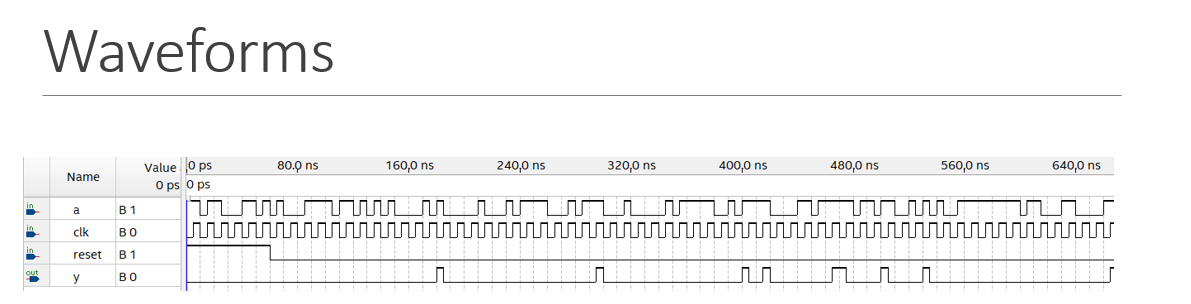 Waveforms
Name Value 0 ps 80.0 ns 160.0 ns 240.0 ns 320.0 ns 400.0 ns 480.0 ns 560.0 ns 640.0 ns
0 ps 0 ps
in a B 1
in clk B 0
in reset B 1
out y B 0